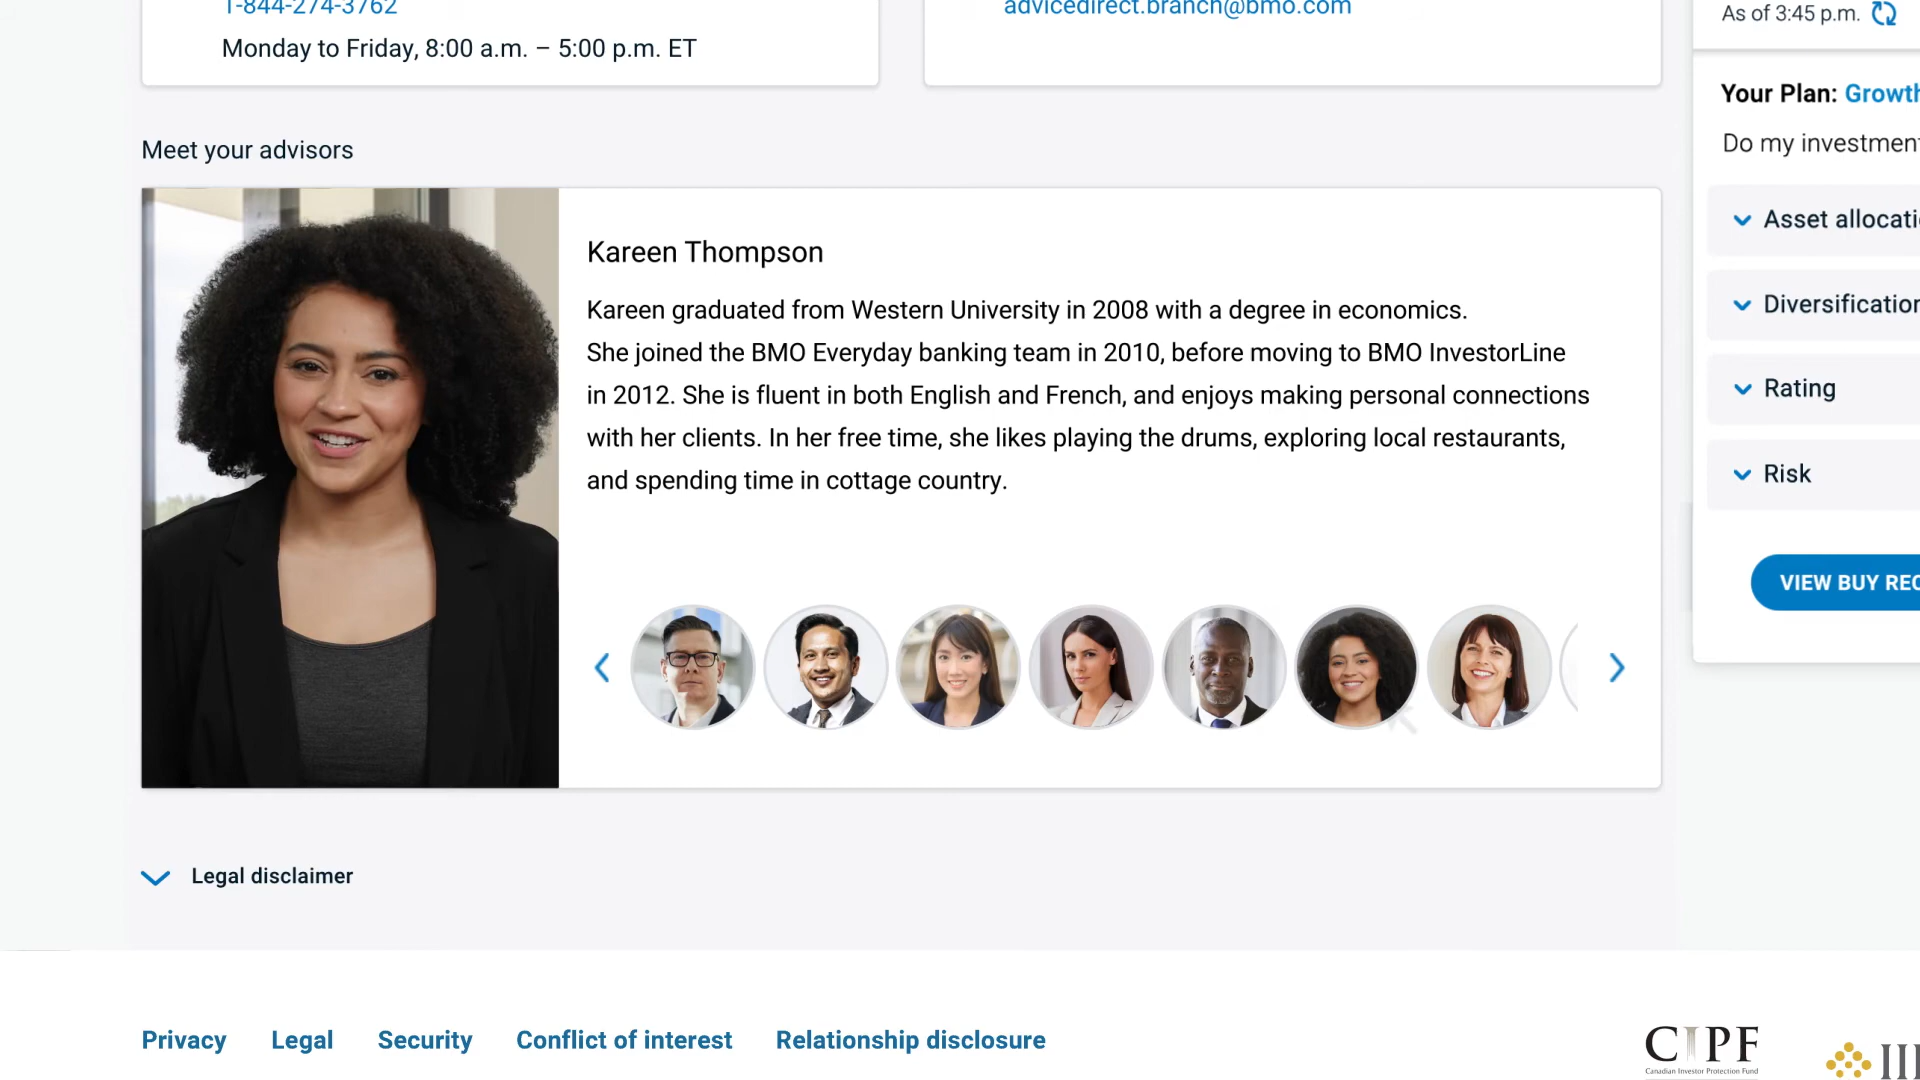 1-844-274-3762
advicedirect.branch@bmo.com
As of 3:45 p.m.
Monday to Friday, 8:00 a.m. – 5:00 p.m. ET
Your Plan: Growth
Do my investment
Meet your advisors
Asset allocati
Diversification
Rating
Risk
VIEW BUY REC
Kareen Thompson
Kareen graduated from Western University in 2008 with a degree in economics.
She joined the BMO Everyday banking team in 2010, before moving to BMO InvestorLine
in 2012. She is fluent in both English and French, and enjoys making personal connections
with her clients. In her free time, she likes playing the drums, exploring local restaurants,
and spending time in cottage country.
Legal disclaimer
Privacy Legal Security Conflict of interest Relationship disclosure
CIPF
Canadian Investor Protection Fund